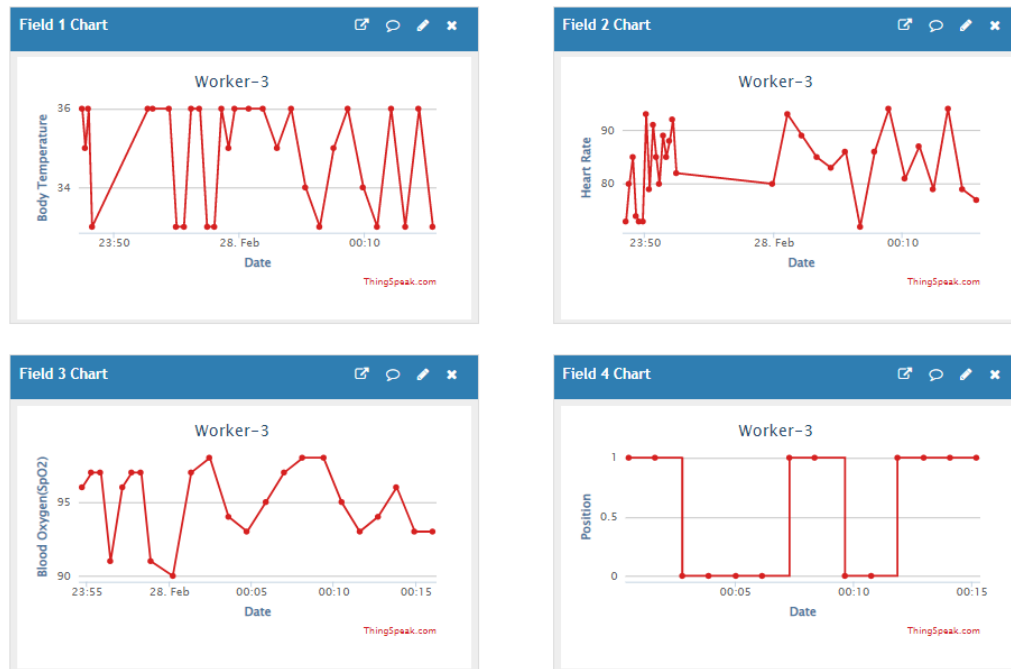 Field 1 Chart
Worker-3
Body Temperature
36
34
23:50 28. Feb 00:10
Date
ThingSpeak.com
Field 2 Chart
Worker-3
Heart Rate
90
80
23:50 28. Feb 00:10
Date
ThingSpeak.com
Field 3 Chart
Worker-3
Blood Oxygen(SpO2)
95
90
23:55 28. Feb 00:05 00:10 00:15
Date
ThingSpeak.com
Field 4 Chart
Worker-3
Position
1
0.5
0
00:05 00:10 00:15
Date
ThingSpeak.com